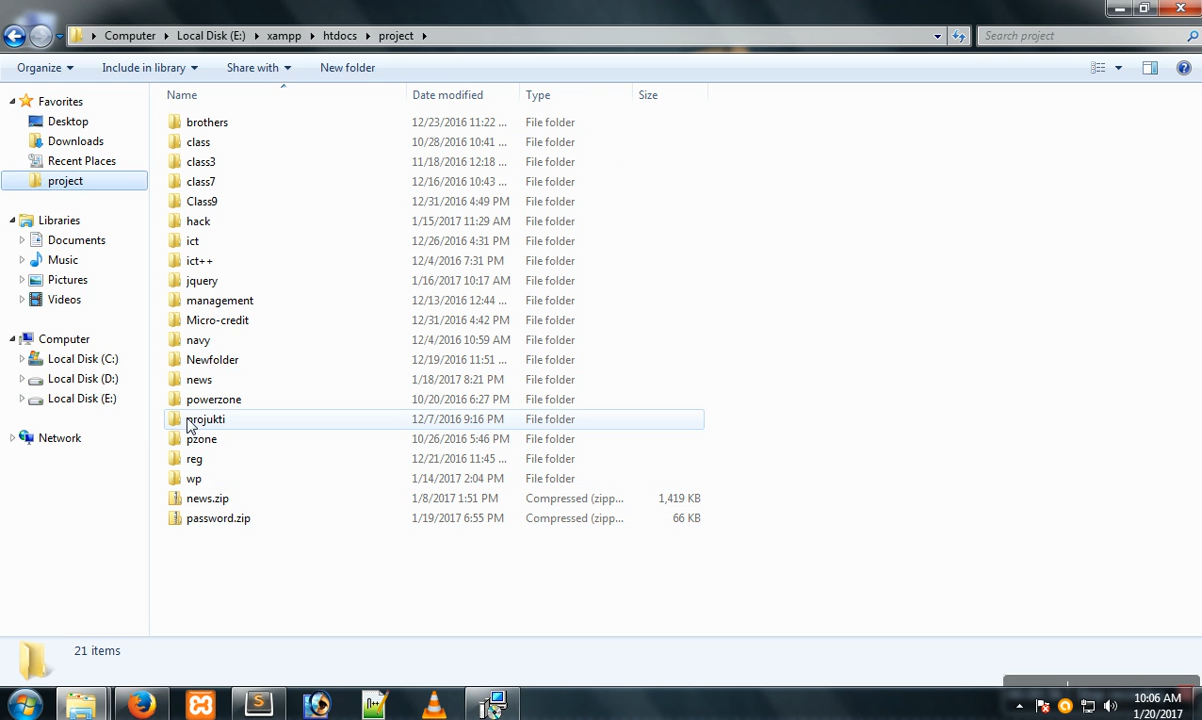 Computer Local Disk (E:) xampp htdocs project
Search project
Organize Include in library Share with New folder
Name Date modified Type Size
Favorites
Desktop
Downloads
Recent Places
project
Libraries
Documents
Music
Pictures
Videos
Computer
Local Disk (C:)
Local Disk (D:)
Local Disk (E:)
Network
brothers 12/23/2016 11:22 ... File folder
class 10/28/2016 10:41 ... File folder
class3 11/18/2016 12:18 ... File folder
class7 12/16/2016 10:43 ... File folder
Class9 12/31/2016 4:49 PM File folder
hack 1/15/2017 11:29 AM File folder
ict 12/26/2016 4:31 PM File folder
ict++ 12/4/2016 7:31 PM File folder
jquery 1/16/2017 10:17 AM File folder
management 12/13/2016 12:44 ... File folder
Micro-credit 12/31/2016 4:42 PM File folder
navy 12/4/2016 10:59 AM File folder
Newfolder 12/19/2016 11:51 ... File folder
news 1/18/2017 8:21 PM File folder
powerzone 10/20/2016 6:27 PM File folder
projukti 12/7/2016 9:16 PM File folder
pzone 10/26/2016 5:46 PM File folder
reg 12/21/2016 11:45 ... File folder
wp 1/14/2017 2:04 PM File folder
news.zip 1/8/2017 1:51 PM Compressed (zipp... 1,419 KB
password.zip 1/19/2017 6:55 PM Compressed (zipp... 66 KB
21 items
10:06 AM
1/20/2017